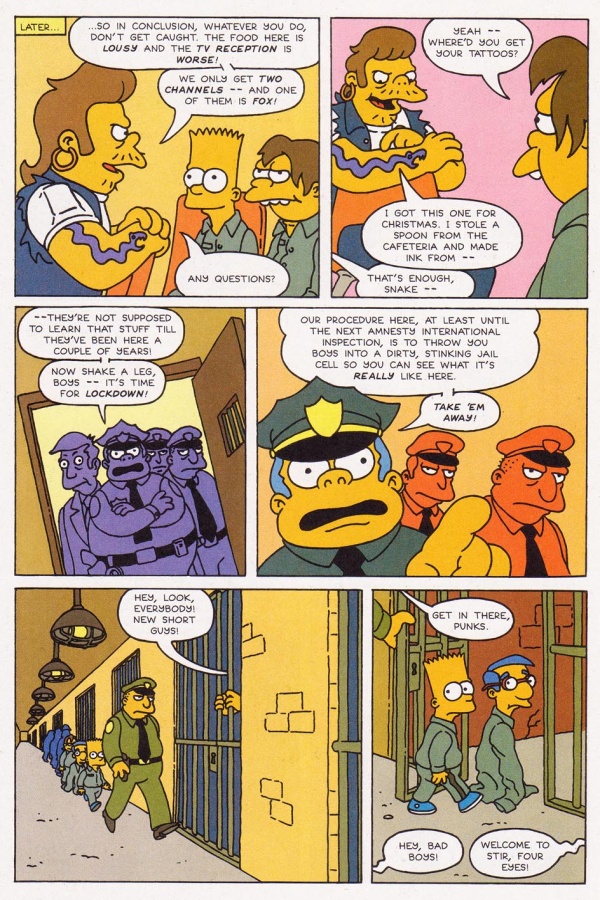 LATER...
...SO IN CONCLUSION, WHATEVER YOU DO,
DON'T GET CAUGHT. THE FOOD HERE IS
LOUSY AND THE TV RECEPTION IS
WORSE!
WE ONLY GET TWO
CHANNELS -- AND ONE
OF THEM IS FOX!
ANY QUESTIONS?
YEAH --
WHERE'D YOU GET
YOUR TATTOOS?
I GOT THIS ONE FOR
CHRISTMAS. I STOLE A
SPOON FROM THE
CAFETERIA AND MADE
INK FROM --
THAT'S ENOUGH,
SNAKE --
--THEY'RE NOT SUPPOSED
TO LEARN THAT STUFF TILL
THEY'VE BEEN HERE A
COUPLE OF YEARS!
NOW SHAKE A LEG,
BOYS -- IT'S TIME
FOR LOCKDOWN!
OUR PROCEDURE HERE, AT LEAST UNTIL
THE NEXT AMNESTY INTERNATIONAL
INSPECTION, IS TO THROW YOU
BOYS INTO A DIRTY, STINKING JAIL
CELL SO YOU CAN SEE WHAT IT'S
REALLY LIKE HERE.
TAKE 'EM
AWAY!
HEY, LOOK,
EVERYBODY!
NEW SHORT
GUYS!
GET IN THERE,
PUNKS.
HEY, BAD
BOYS!
WELCOME TO
STIR, FOUR
EYES!